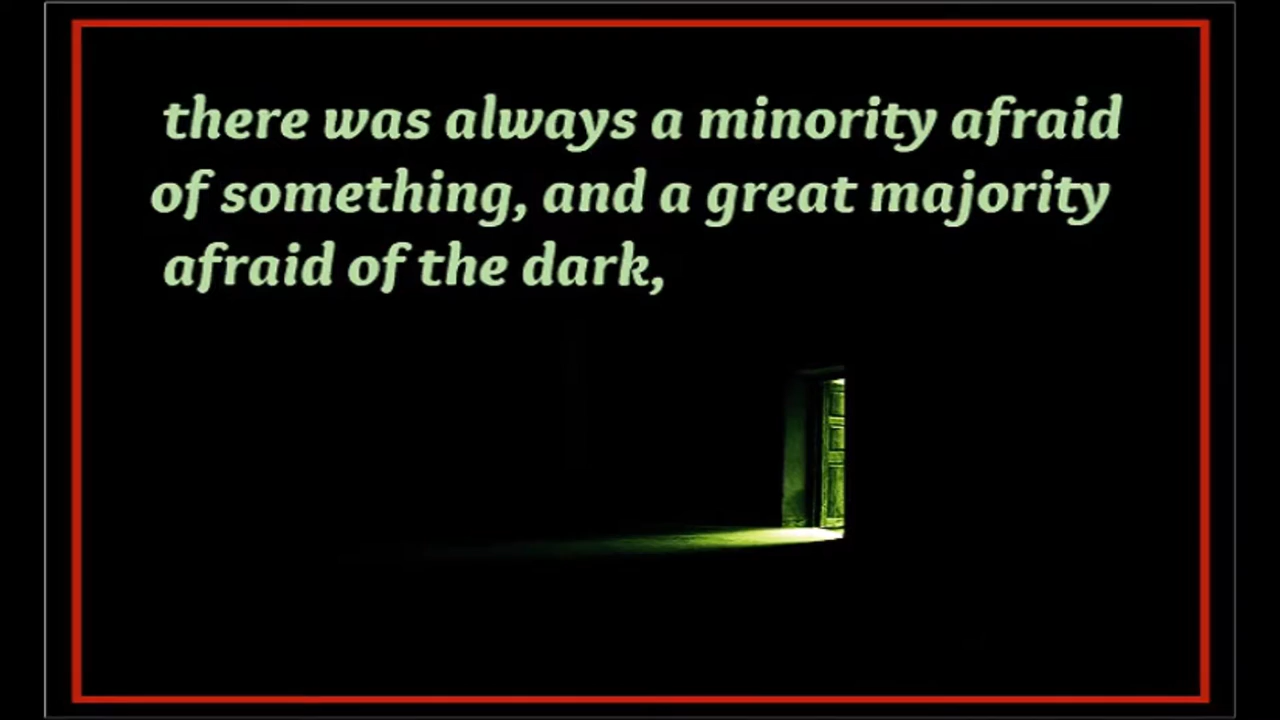 there was always a minority afraid
of something, and a great majority
afraid of the dark,